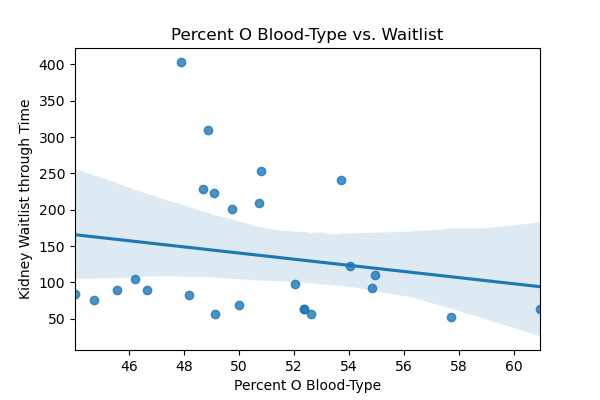 Percent O Blood-Type vs. Waitlist
Kidney Waitlist through Time
400
350
300
250
200
150
100
50
46 48 50 52 54 56 58 60
Percent O Blood-Type